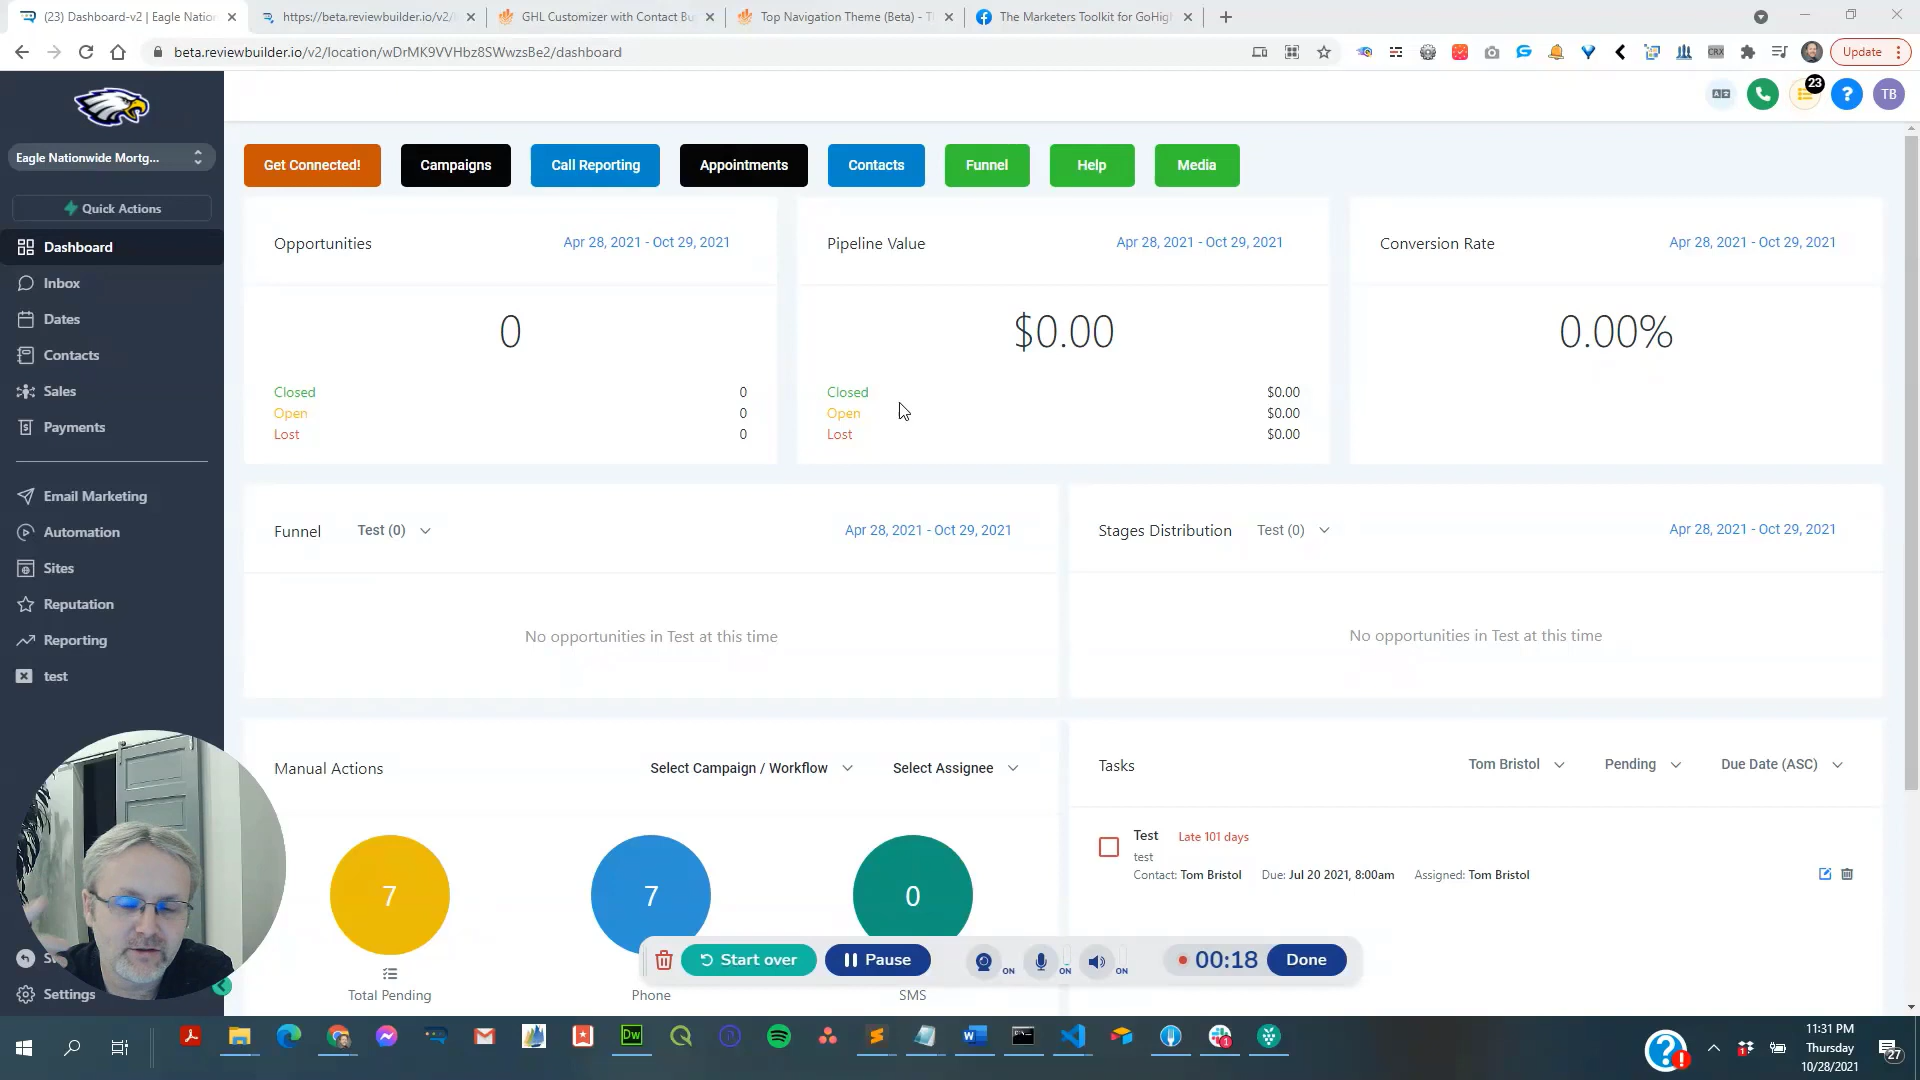 (23) Dashboard-v2 | Eagle Natio
https://beta.reviewbuilder.io/v2/
GHL Customizer with Contact Bu
Top Navigation Theme (Beta) - T
The Marketers Toolkit for GoHig
beta.reviewbuilder.io/v2/location/wDrMK9VVHbz8SWwzsBe2/dashboard
CRX
Update
23
TB
Eagle Nationwide Mortg...
Get Connected!
Campaigns
Call Reporting
Appointments
Contacts
Funnel
Help
Media
Quick Actions
Dashboard
Inbox
Dates
Contacts
Sales
Payments
Email Marketing
Automation
Sites
Reputation
Reporting
test
Settings
Opportunities
Apr 28, 2021 - Oct 29, 2021
0
Closed 0
Open 0
Lost 0
Pipeline Value
Apr 28, 2021 - Oct 29, 2021
$0.00
Closed $0.00
Open $0.00
Lost $0.00
Conversion Rate
Apr 28, 2021 - Oct 29, 2021
0.00%
Funnel
Test (0)
Apr 28, 2021 - Oct 29, 2021
No opportunities in Test at this time
Stages Distribution
Test (0)
Apr 28, 2021 - Oct 29, 2021
No opportunities in Test at this time
Manual Actions
Select Campaign / Workflow
Select Assignee
7
7
0
Total Pending
Phone
SMS
Tasks
Tom Bristol
Pending
Due Date (ASC)
Test Late 101 days
test
Contact: Tom Bristol Due: Jul 20 2021, 8:00am Assigned: Tom Bristol
Start over
Pause
ON
ON
ON
00:18
Done
Dw
11:31 PM
Thursday
10/28/2021
27